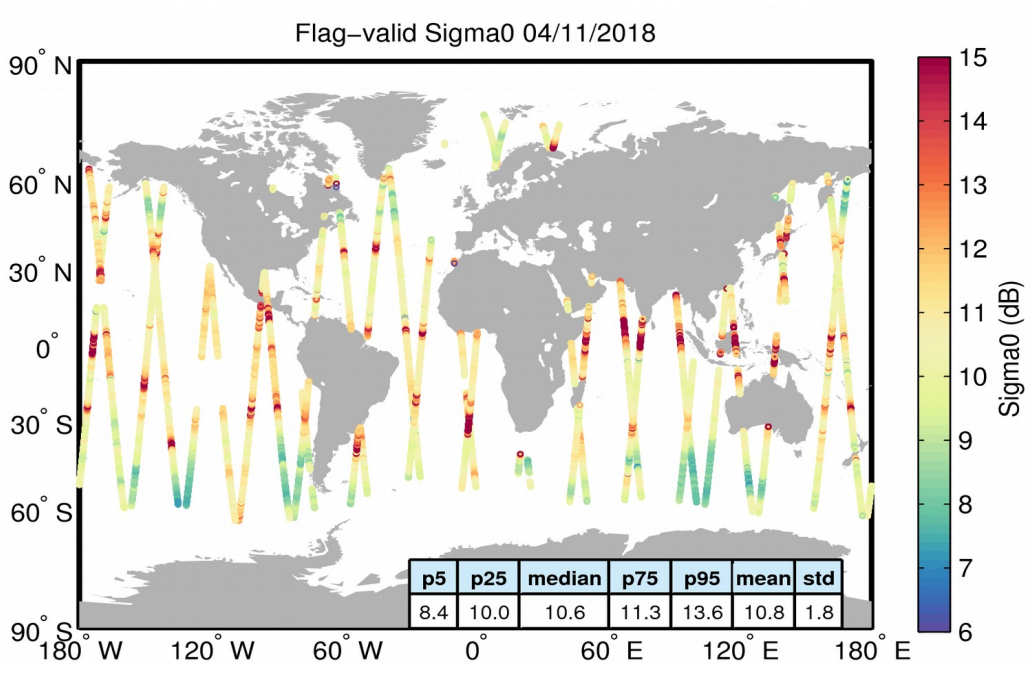 Flag−valid Sigma0 04/11/2018
90° N
60° N
30° N
0°
30° S
60° S
90° S
180° W
120° W
60° W
0°
60° E
120° E
180° E
15
14
13
12
11
10
9
8
7
6
Sigma0 (dB)
p5 p25 median p75 p95 mean std
8.4 10.0 10.6 11.3 13.6 10.8 1.8